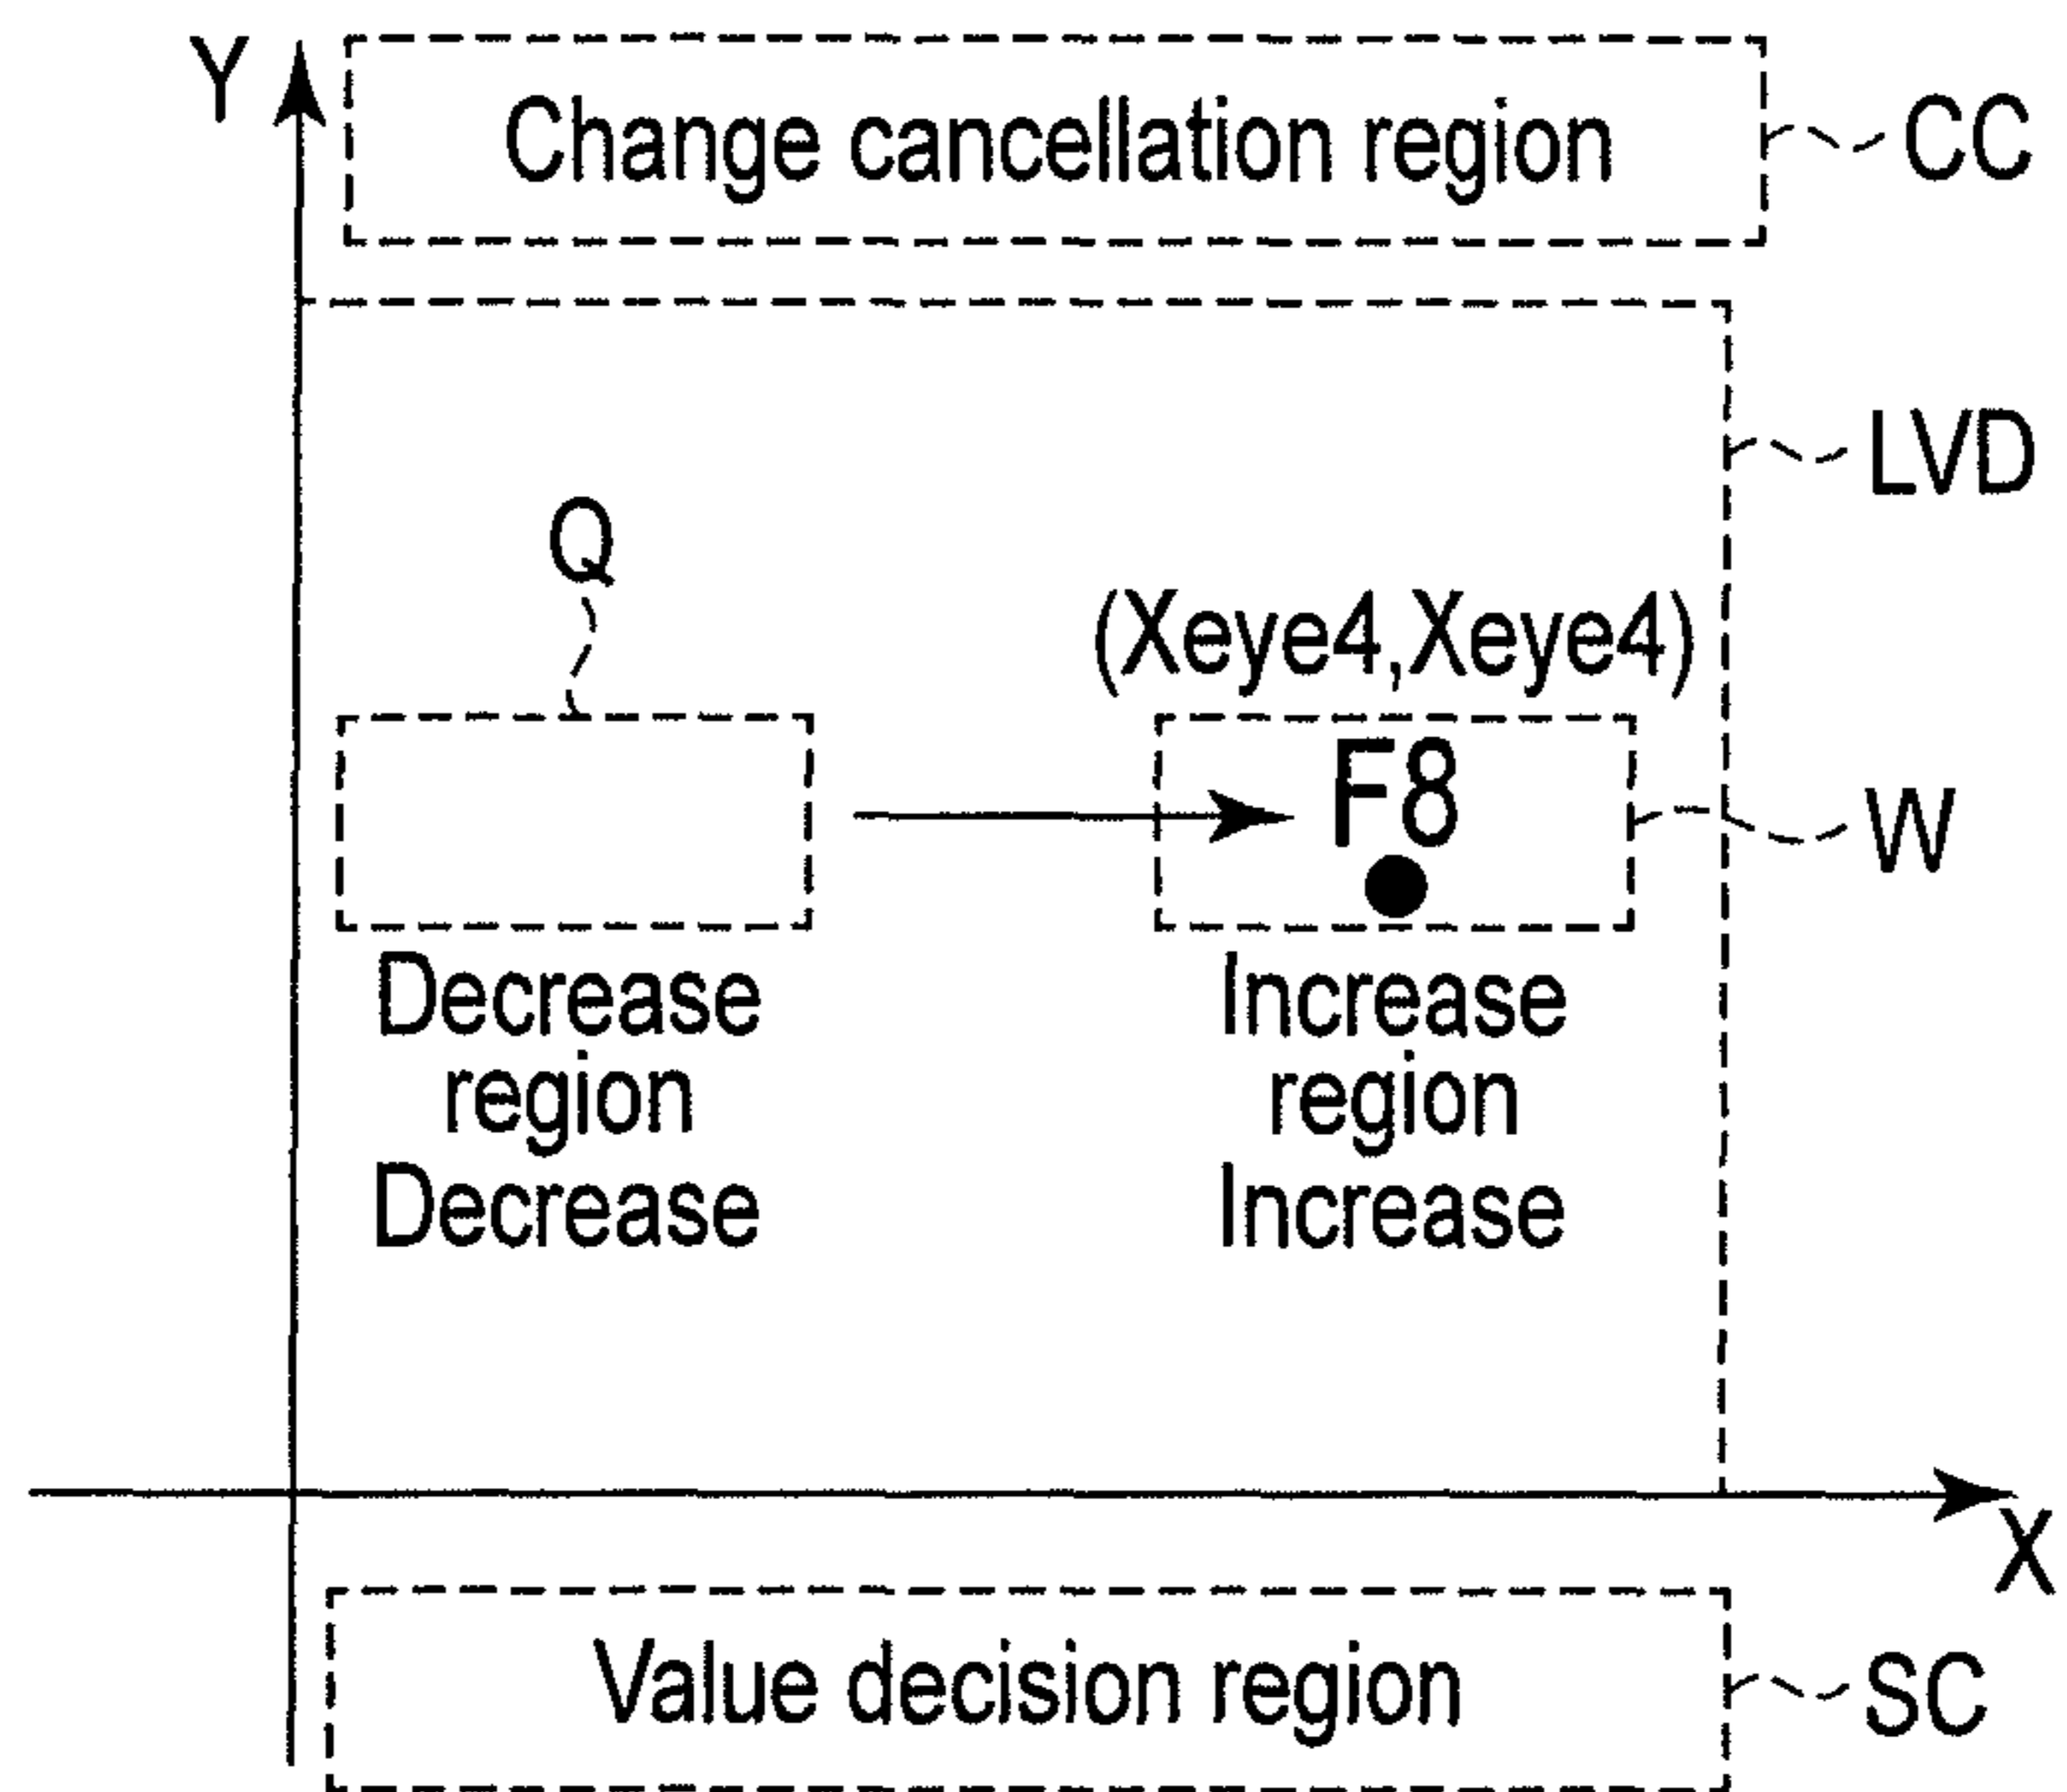 Y
Change cancellation region
CC
LVD
Q
(Xeye4,Xeye4)
F8
W
Decrease
region
Decrease
Increase
region
Increase
X
Value decision region
SC